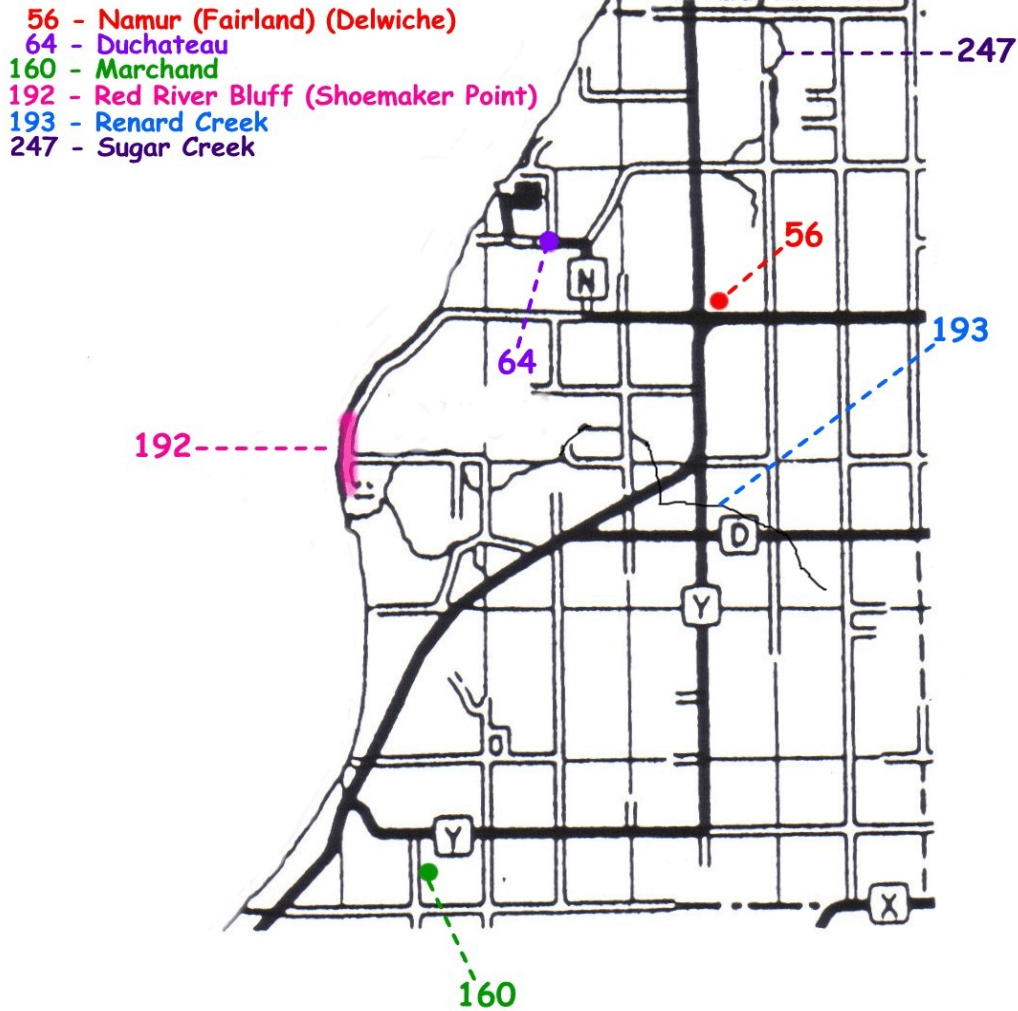 56 - Namur (Fairland) (Delwiche)
64 - Duchateau
160 - Marchand
192 - Red River Bluff (Shoemaker Point)
193 - Renard Creek
247 - Sugar Creek
247
56
N
193
64
192
D
Y
Y
X
160